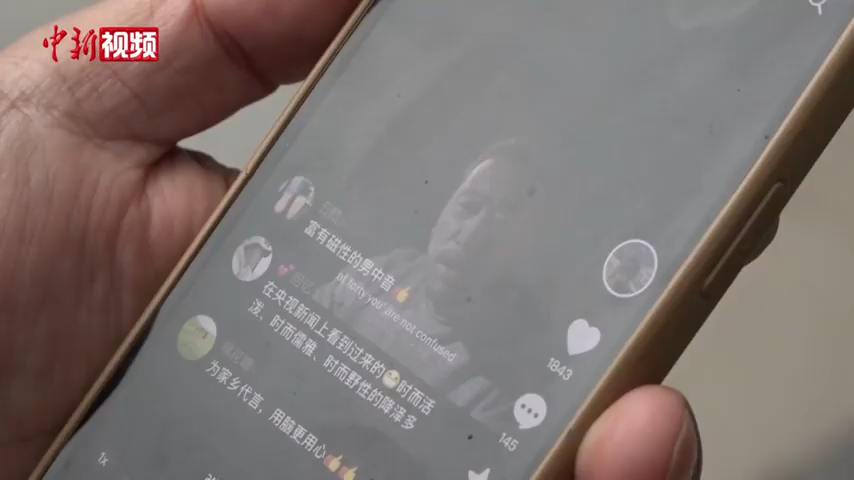 中新视频
富有磁性的男中音👍
of forty you' are not confused
在央视新闻上看到过来的😁时而活
泼、时而儒雅、时而野性的降泽多
为家乡代言，用脑更用心👍👍
1843
145
1x